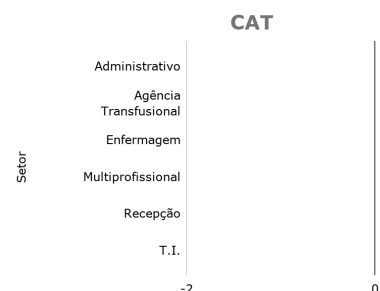 CAT
Setor
Administrativo
Agência
Transfusional
Enfermagem
Multiprofissional
Recepção
T.I.
-2
0